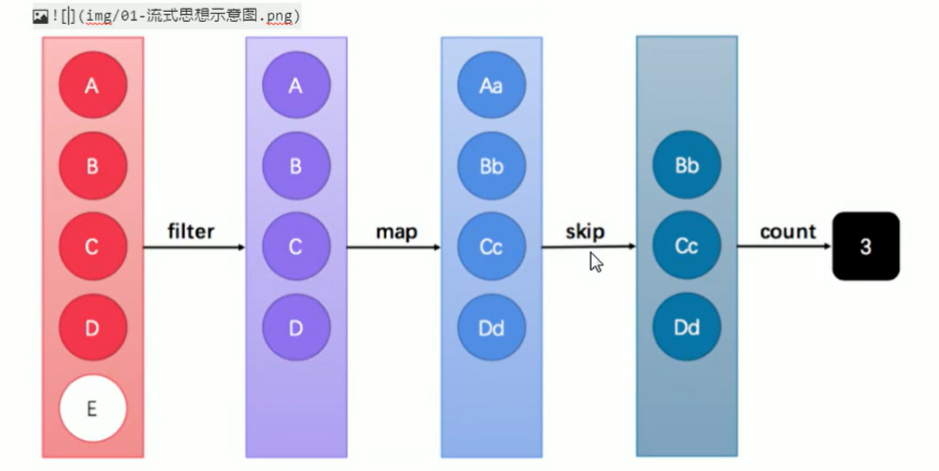 ![](img/01-流式思想示意图.png)
A
B
C
D
E
filter
A
B
C
D
map
Aa
Bb
Cc
Dd
skip
Bb
Cc
Dd
count
3